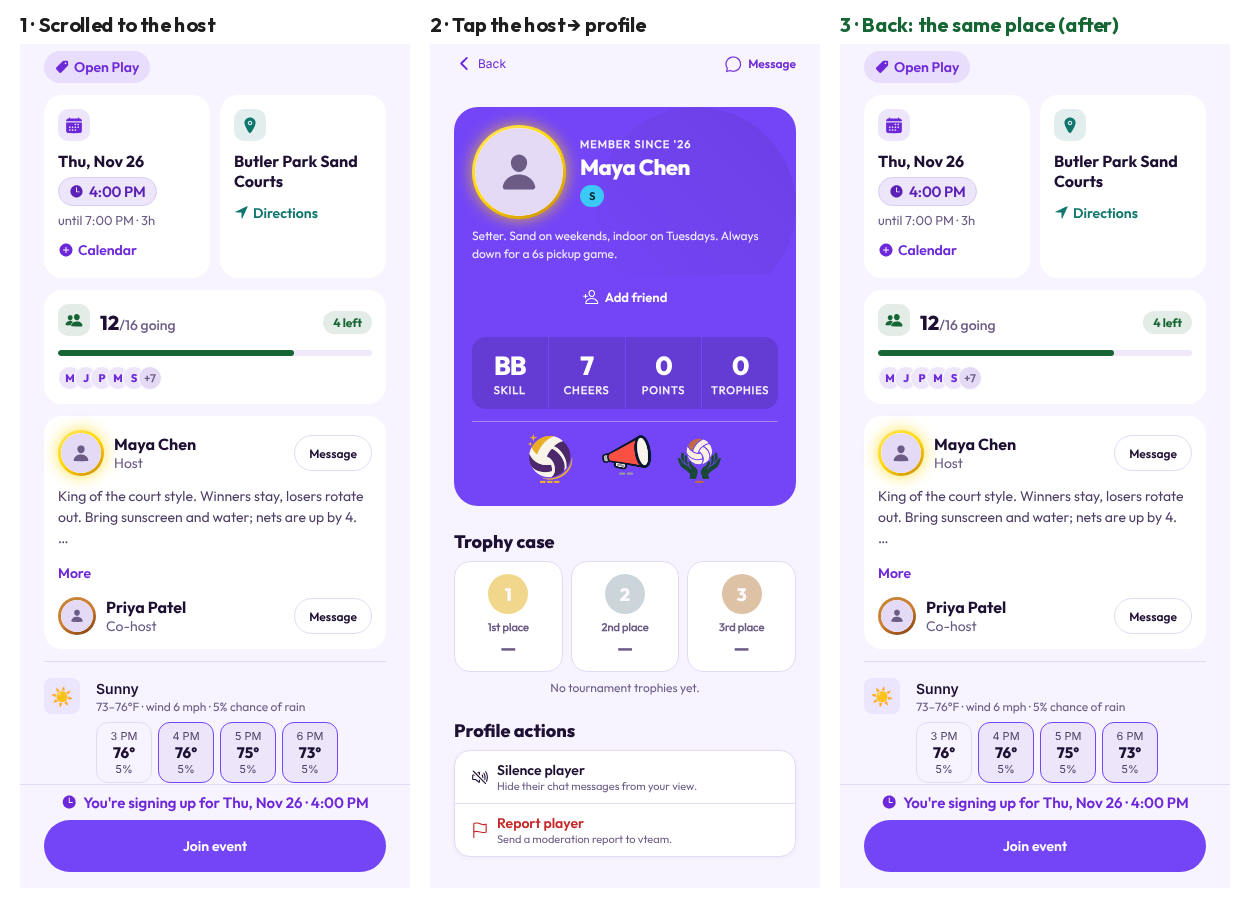 1 · Scrolled to the host
Open Play
Thu, Nov 26
4:00 PM
until 7:00 PM · 3h
Calendar
Butler Park Sand
Courts
Directions
12/16 going
4 left
M J P M S +7
Maya Chen
Host
Message
King of the court style. Winners stay, losers rotate
out. Bring sunscreen and water; nets are up by 4.
...
More
Priya Patel
Co-host
Message
Sunny
73–76°F · wind 6 mph · 5% chance of rain
3 PM 4 PM 5 PM 6 PM
76° 76° 75° 73°
5% 5% 5% 5%
You're signing up for Thu, Nov 26 · 4:00 PM
Join event
2 · Tap the host → profile
Back
Message
MEMBER SINCE '26
Maya Chen
S
Setter. Sand on weekends, indoor on Tuesdays. Always
down for a 6s pickup game.
Add friend
BB 7 0 0
SKILL CHEERS POINTS TROPHIES
Trophy case
1 2 3
1st place 2nd place 3rd place
— — —
No tournament trophies yet.
Profile actions
Silence player
Hide their chat messages from your view.
Report player
Send a moderation report to vteam.
3 · Back: the same place (after)
Open Play
Thu, Nov 26
4:00 PM
until 7:00 PM · 3h
Calendar
Butler Park Sand
Courts
Directions
12/16 going
4 left
M J P M S +7
Maya Chen
Host
Message
King of the court style. Winners stay, losers rotate
out. Bring sunscreen and water; nets are up by 4.
...
More
Priya Patel
Co-host
Message
Sunny
73–76°F · wind 6 mph · 5% chance of rain
3 PM 4 PM 5 PM 6 PM
76° 76° 75° 73°
5% 5% 5% 5%
You're signing up for Thu, Nov 26 · 4:00 PM
Join event